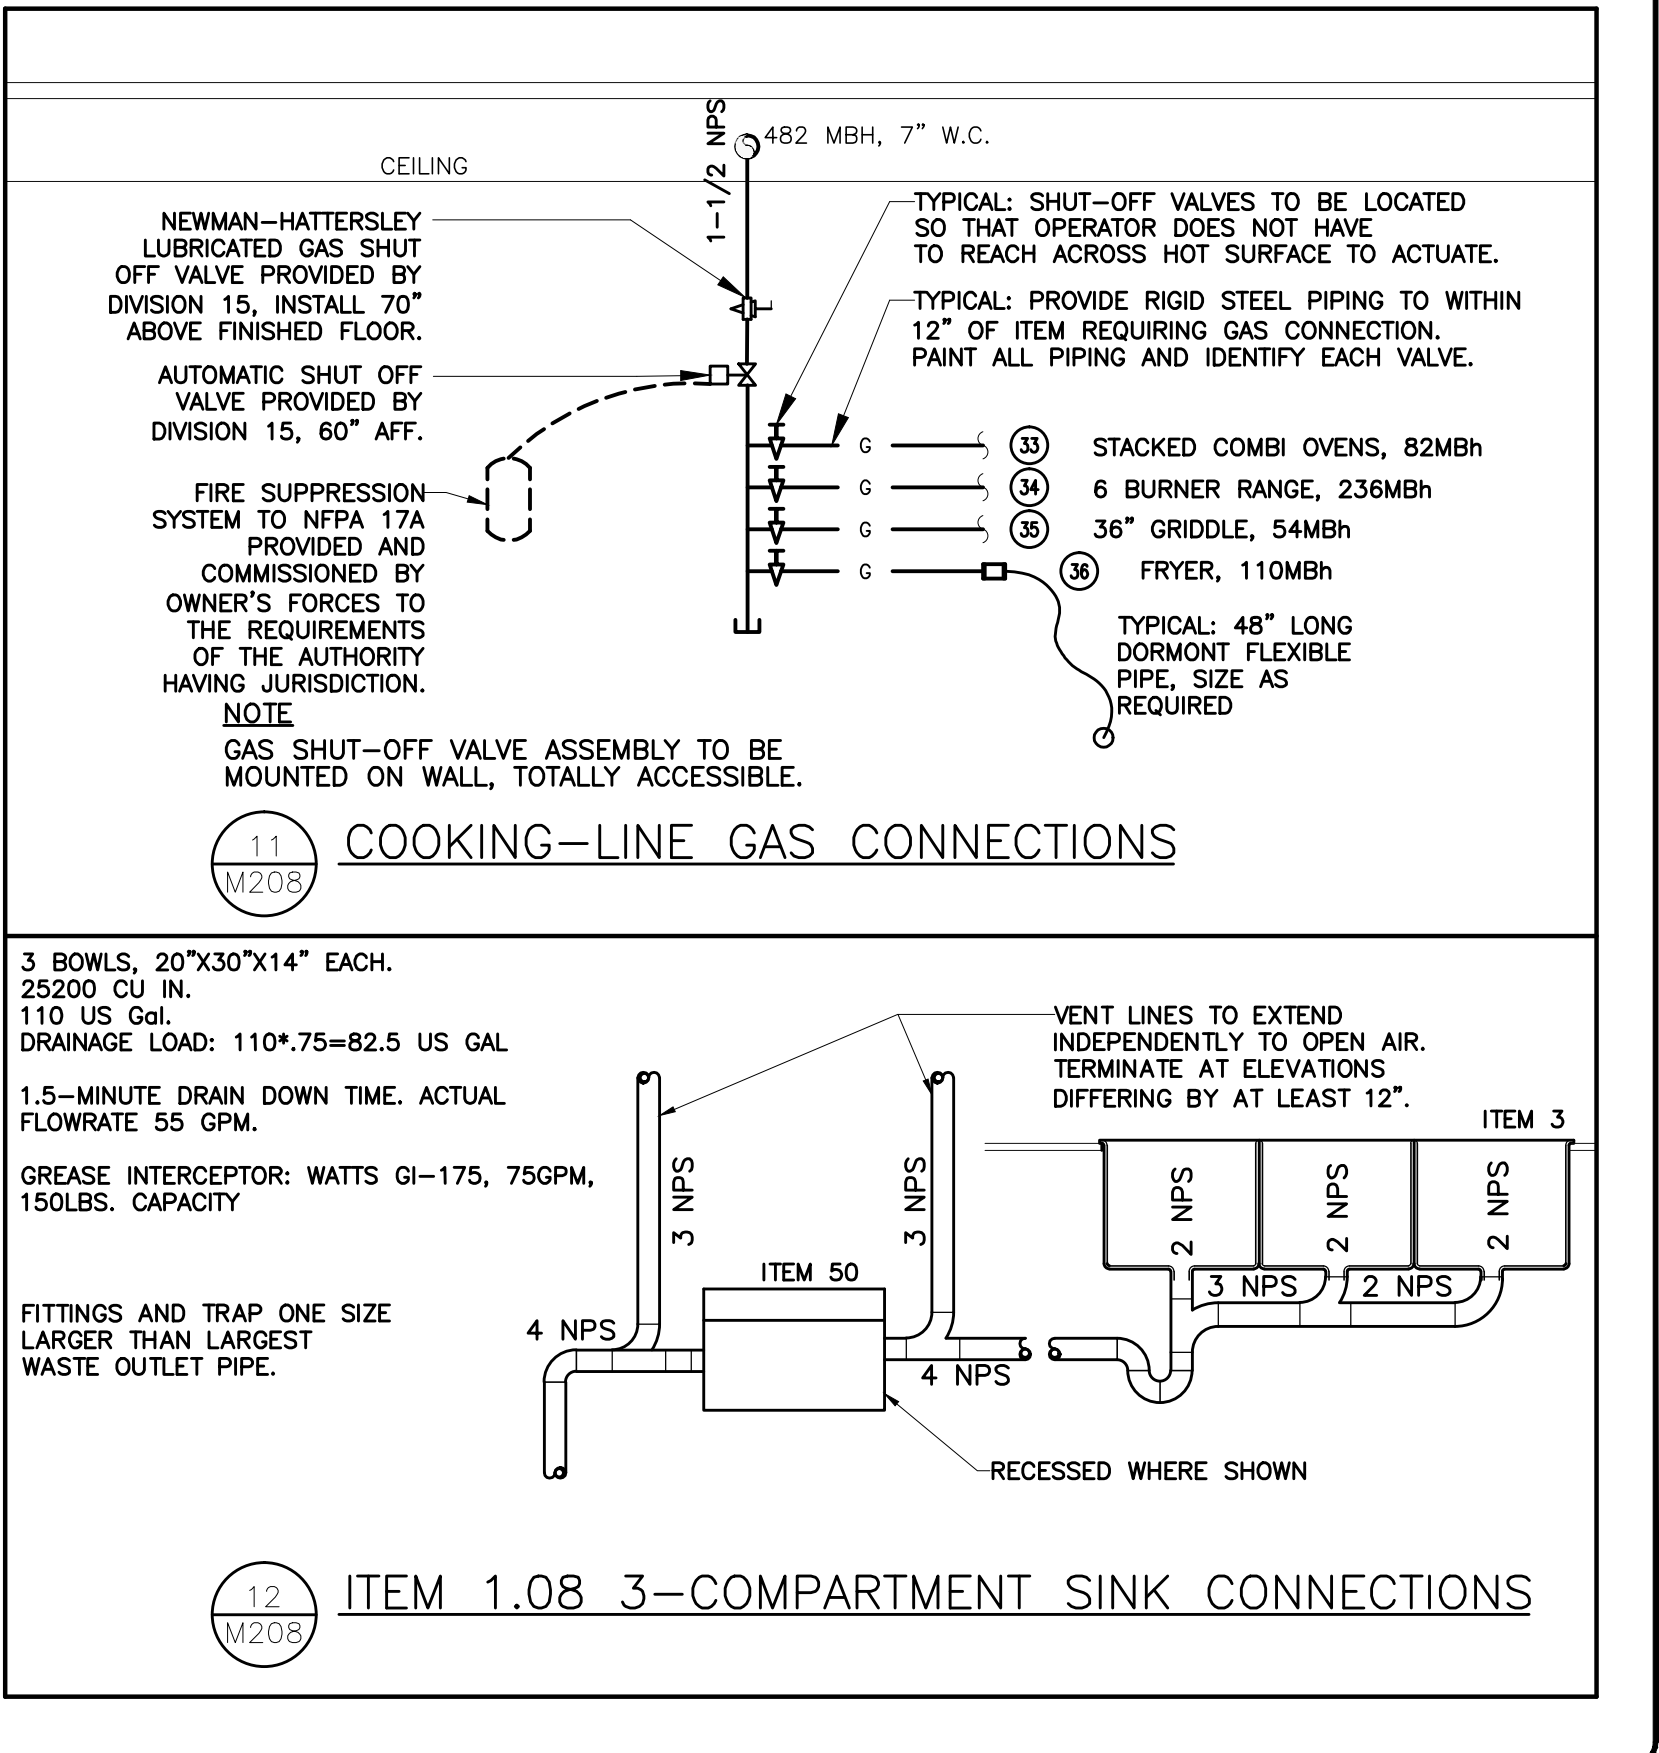 1-1/2 NPS
482 MBH, 7” W.C.
CEILING
NEWMAN-HATTERSLEY
LUBRICATED GAS SHUT
OFF VALVE PROVIDED BY
DIVISION 15, INSTALL 70”
ABOVE FINISHED FLOOR.
AUTOMATIC SHUT OFF
VALVE PROVIDED BY
DIVISION 15, 60” AFF.
FIRE SUPPRESSION
SYSTEM TO NFPA 17A
PROVIDED AND
COMMISSIONED BY
OWNER'S FORCES TO
THE REQUIREMENTS
OF THE AUTHORITY
HAVING JURISDICTION.
TYPICAL: SHUT-OFF VALVES TO BE LOCATED
SO THAT OPERATOR DOES NOT HAVE
TO REACH ACROSS HOT SURFACE TO ACTUATE.
TYPICAL: PROVIDE RIGID STEEL PIPING TO WITHIN
12” OF ITEM REQUIRING GAS CONNECTION.
PAINT ALL PIPING AND IDENTIFY EACH VALVE.
G 33 STACKED COMBI OVENS, 82MBh
G 34 6 BURNER RANGE, 236MBh
G 35 36” GRIDDLE, 54MBh
G 36 FRYER, 110MBh
TYPICAL: 48” LONG
DORMONT FLEXIBLE
PIPE, SIZE AS
REQUIRED
NOTE
GAS SHUT-OFF VALVE ASSEMBLY TO BE
MOUNTED ON WALL, TOTALLY ACCESSIBLE.
11
M208
COOKING-LINE GAS CONNECTIONS
3 BOWLS, 20”X30”X14” EACH.
25200 CU IN.
110 US Gal.
DRAINAGE LOAD: 110*.75=82.5 US GAL
1.5-MINUTE DRAIN DOWN TIME. ACTUAL
FLOWRATE 55 GPM.
GREASE INTERCEPTOR: WATTS GI-175, 75GPM,
150LBS. CAPACITY
FITTINGS AND TRAP ONE SIZE
LARGER THAN LARGEST
WASTE OUTLET PIPE.
VENT LINES TO EXTEND
INDEPENDENTLY TO OPEN AIR.
TERMINATE AT ELEVATIONS
DIFFERING BY AT LEAST 12”.
ITEM 3
3 NPS
3 NPS
2 NPS
2 NPS
2 NPS
ITEM 50
3 NPS
2 NPS
4 NPS
4 NPS
RECESSED WHERE SHOWN
12
M208
ITEM 1.08 3-COMPARTMENT SINK CONNECTIONS